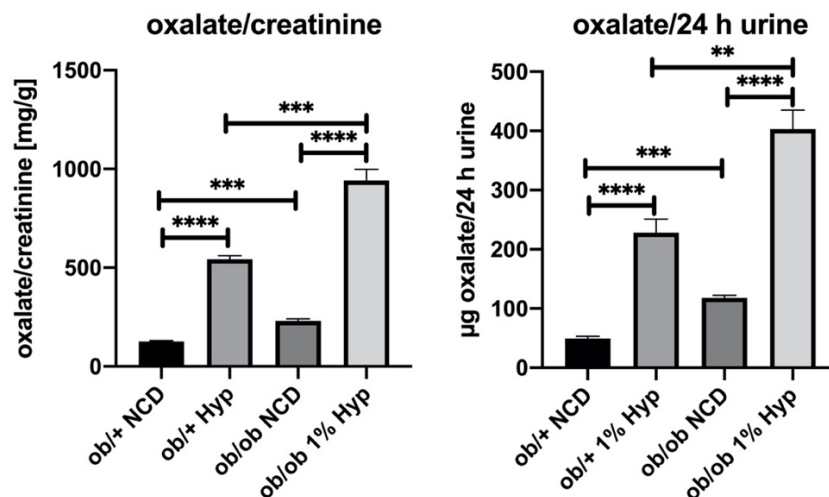 oxalate/creatinine
oxalate/creatinine [mg/g]
1500
1000
500
0
***
****
***
****
ob/+ NCD
ob/+ Hyp
ob/ob NCD
ob/ob 1% Hyp
oxalate/24 h urine
µg oxalate/24 h urine
500
400
300
200
100
0
**
****
***
****
ob/+ NCD
ob/+ 1% Hyp
ob/ob NCD
ob/ob 1% Hyp